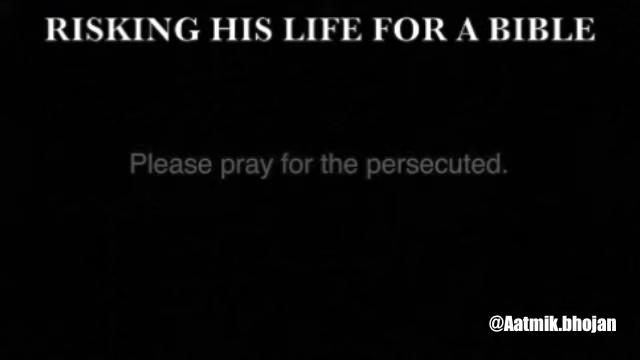 RISKING HIS LIFE FOR A BIBLE
Please pray for the persecuted.
@Aatmik.bhojan